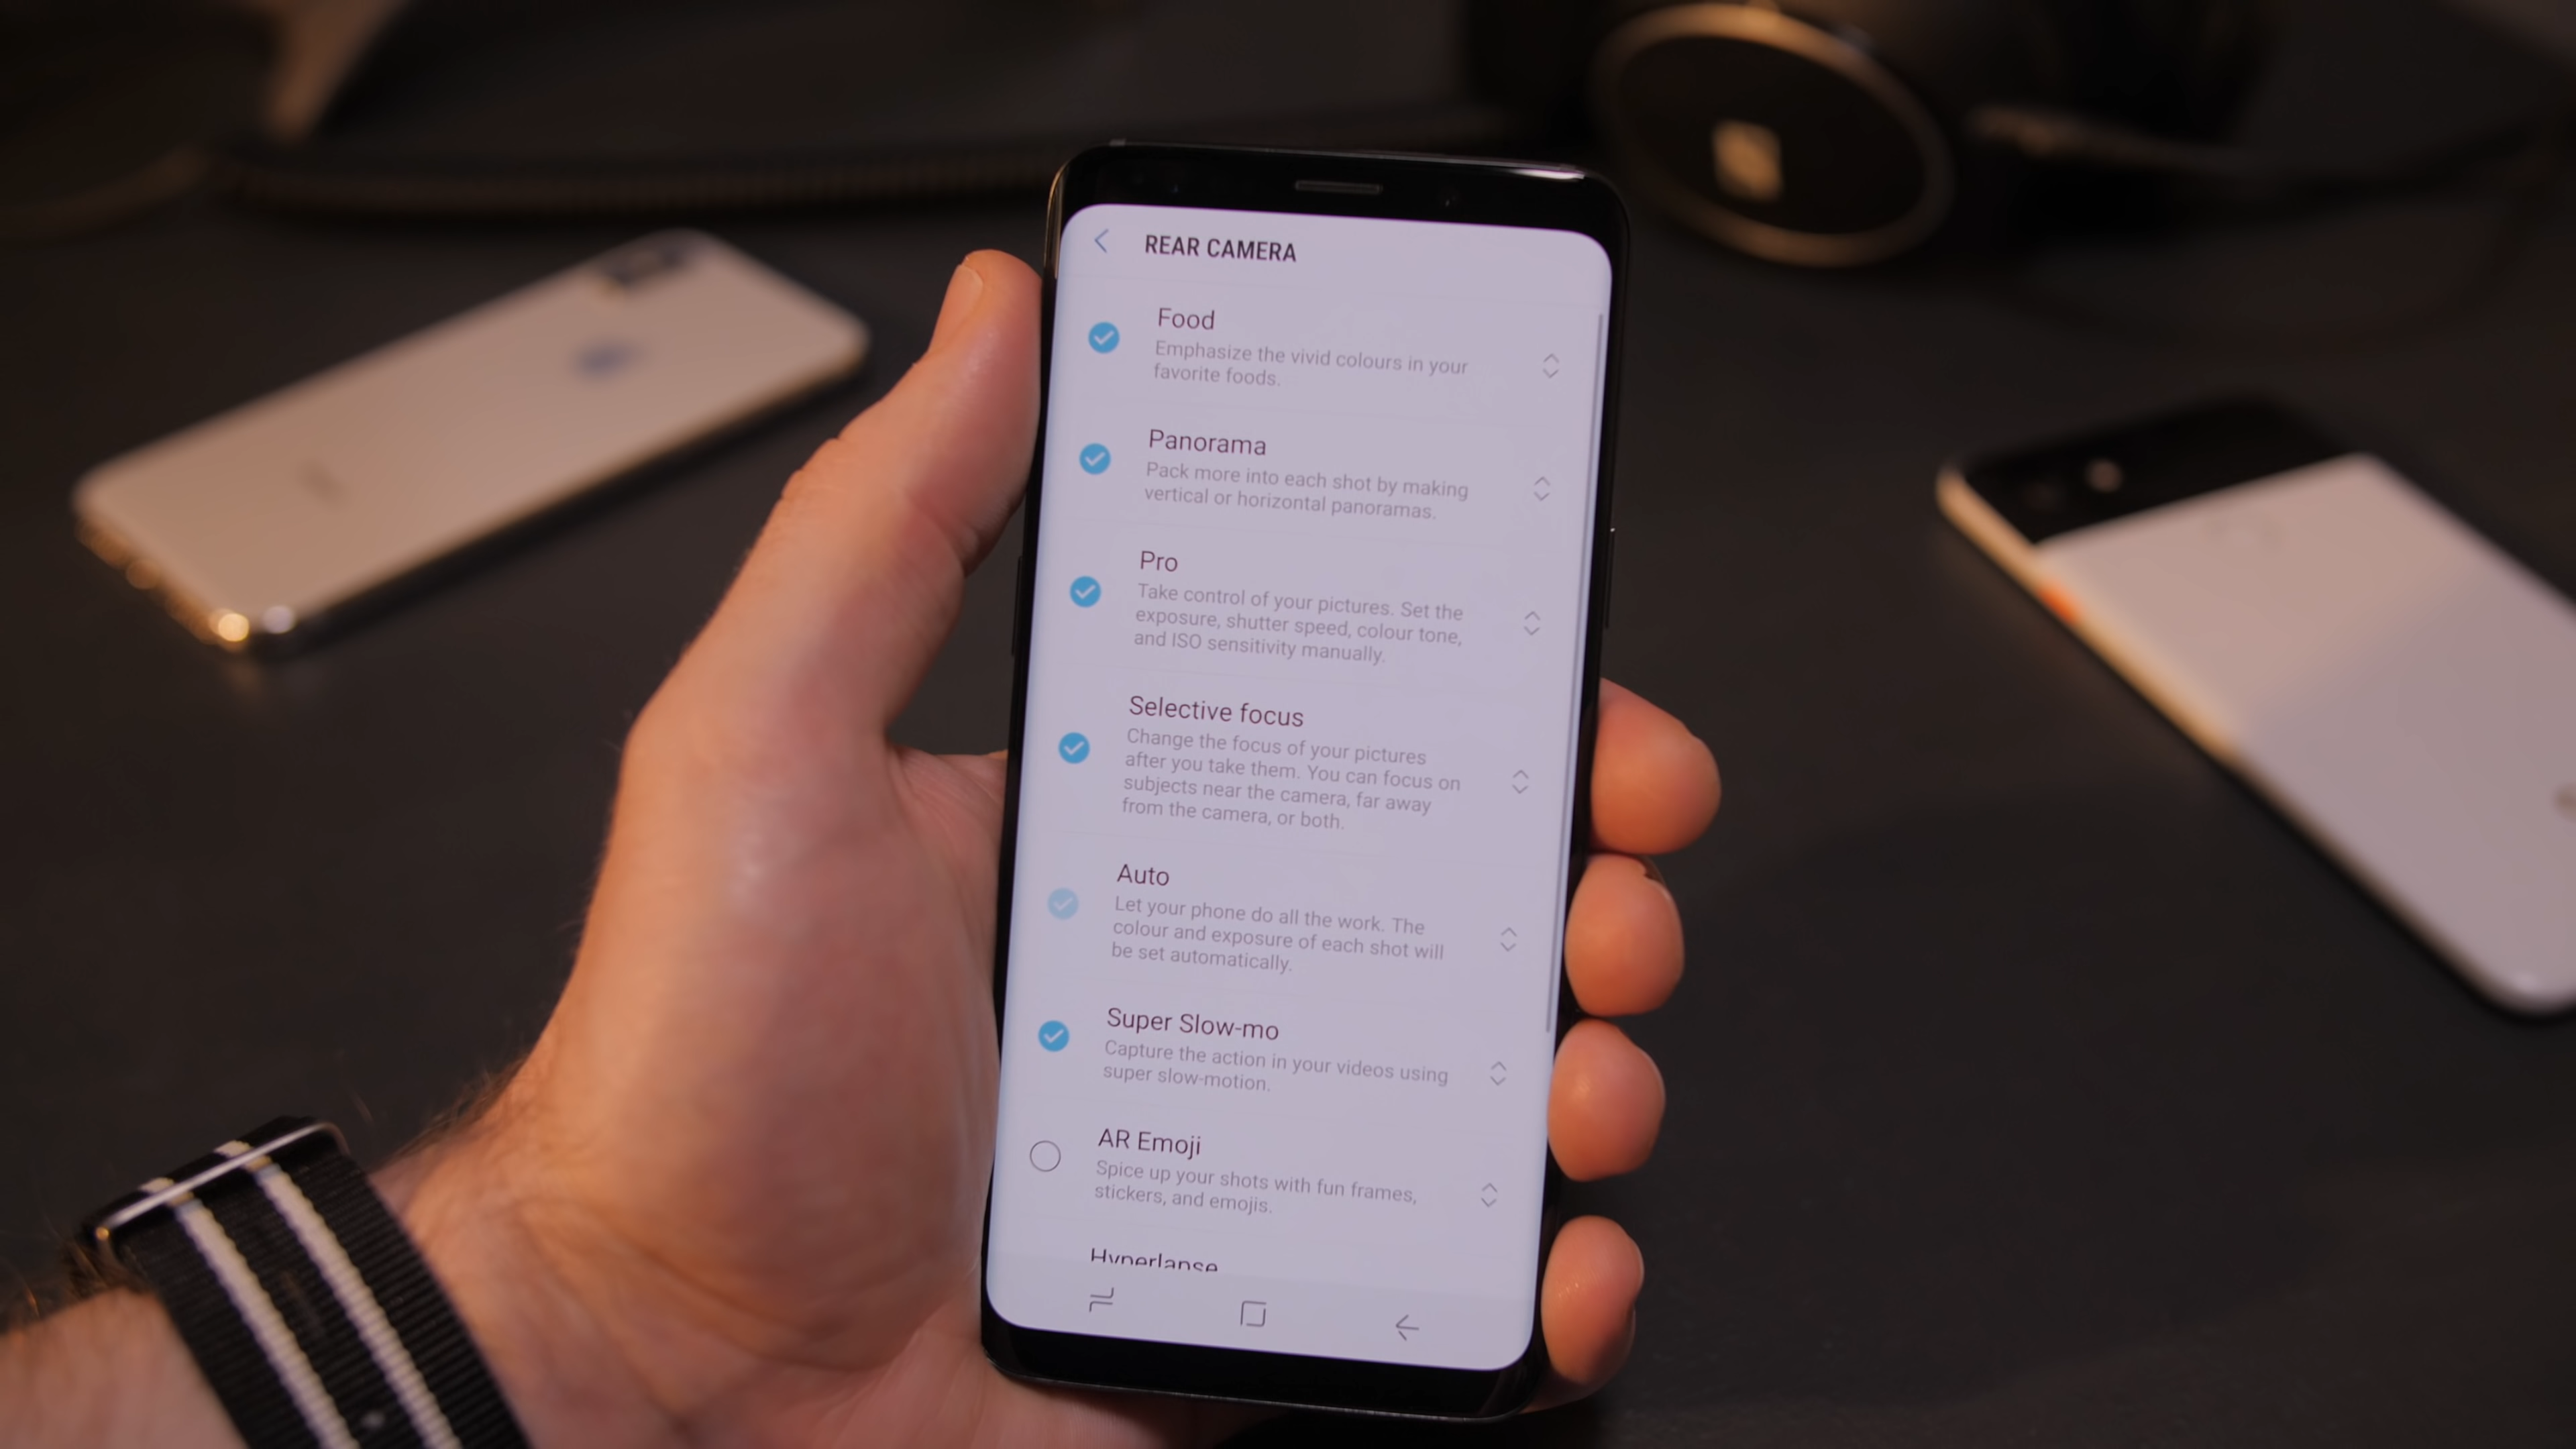 REAR CAMERA
Food
Emphasize the vivid colours in your
favorite foods.
Panorama
Pack more into each shot by making
vertical or horizontal panoramas.
Pro
Take control of your pictures. Set the
exposure, shutter speed, colour tone,
and ISO sensitivity manually.
Selective focus
Change the focus of your pictures
after you take them. You can focus on
subjects near the camera, far away
from the camera, or both.
Auto
Let your phone do all the work. The
colour and exposure of each shot will
be set automatically.
Super Slow-mo
Capture the action in your videos using
super slow-motion.
AR Emoji
Spice up your shots with fun frames,
stickers, and emojis.
Hyperlapse